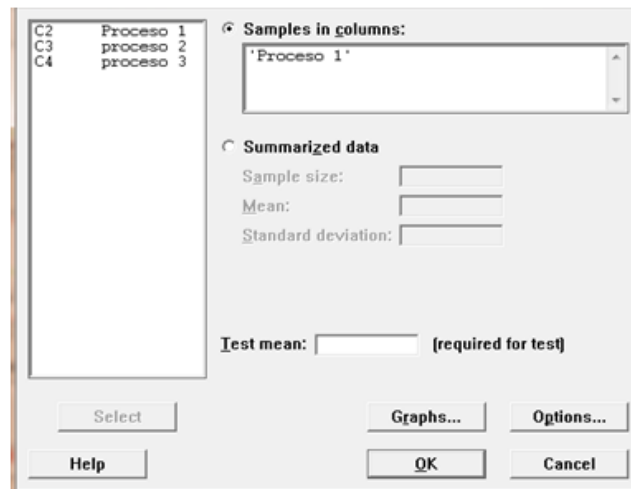 C2 Proceso 1
C3 proceso 2
C4 proceso 3
Samples in columns:
'Proceso 1'
Summarized data
Sample size:
Mean:
Standard deviation:
Test mean:
(required for test)
Select
Graphs...
Options...
Help
OK
Cancel